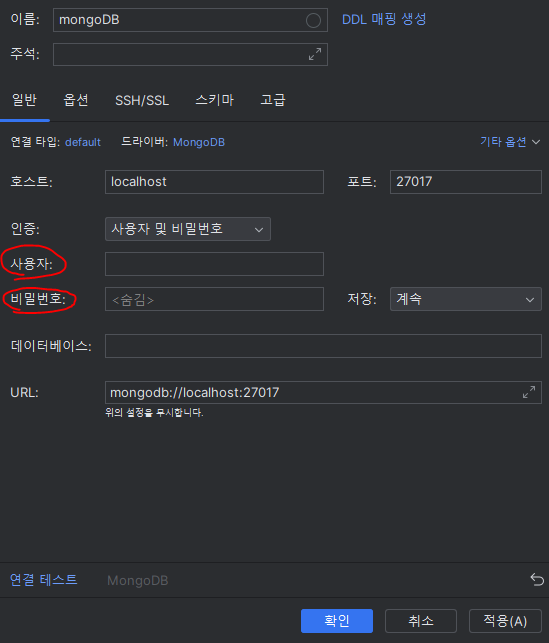 이름: mongoDB DDL 매핑 생성
주석:
일반 옵션 SSH/SSL 스키마 고급
연결 타입: default 드라이버: MongoDB 기타 옵션
호스트: localhost 포트: 27017
인증: 사용자 및 비밀번호
사용자:
비밀번호: <숨김> 저장: 계속
데이터베이스:
URL: mongodb://localhost:27017
위의 설정을 무시합니다.
연결 테스트 MongoDB
확인 취소 적용(A)